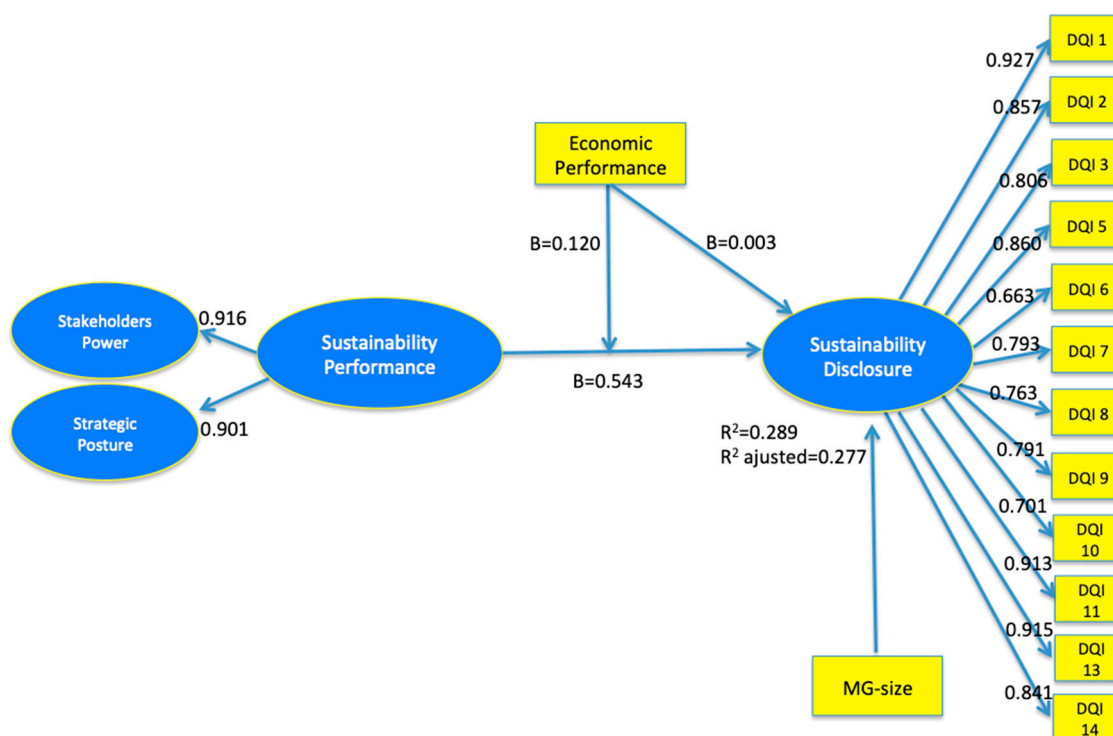 DQI 1
0.927
DQI 2
0.857
Economic
Performance
DQI 3
0.806
B=0.120
B=0.003
DQI 5
0.860
DQI 6
0.663
Stakeholders
Power
0.916
Sustainability
Performance
Sustainability
Disclosure
DQI 7
0.793
B=0.543
DQI 8
0.763
Strategic
Posture
0.901
R²=0.289
R² ajusted=0.277
DQI 9
0.791
0.701
DQI
10
0.913
DQI
11
0.915
DQI
13
MG-size
0.841
DQI
14